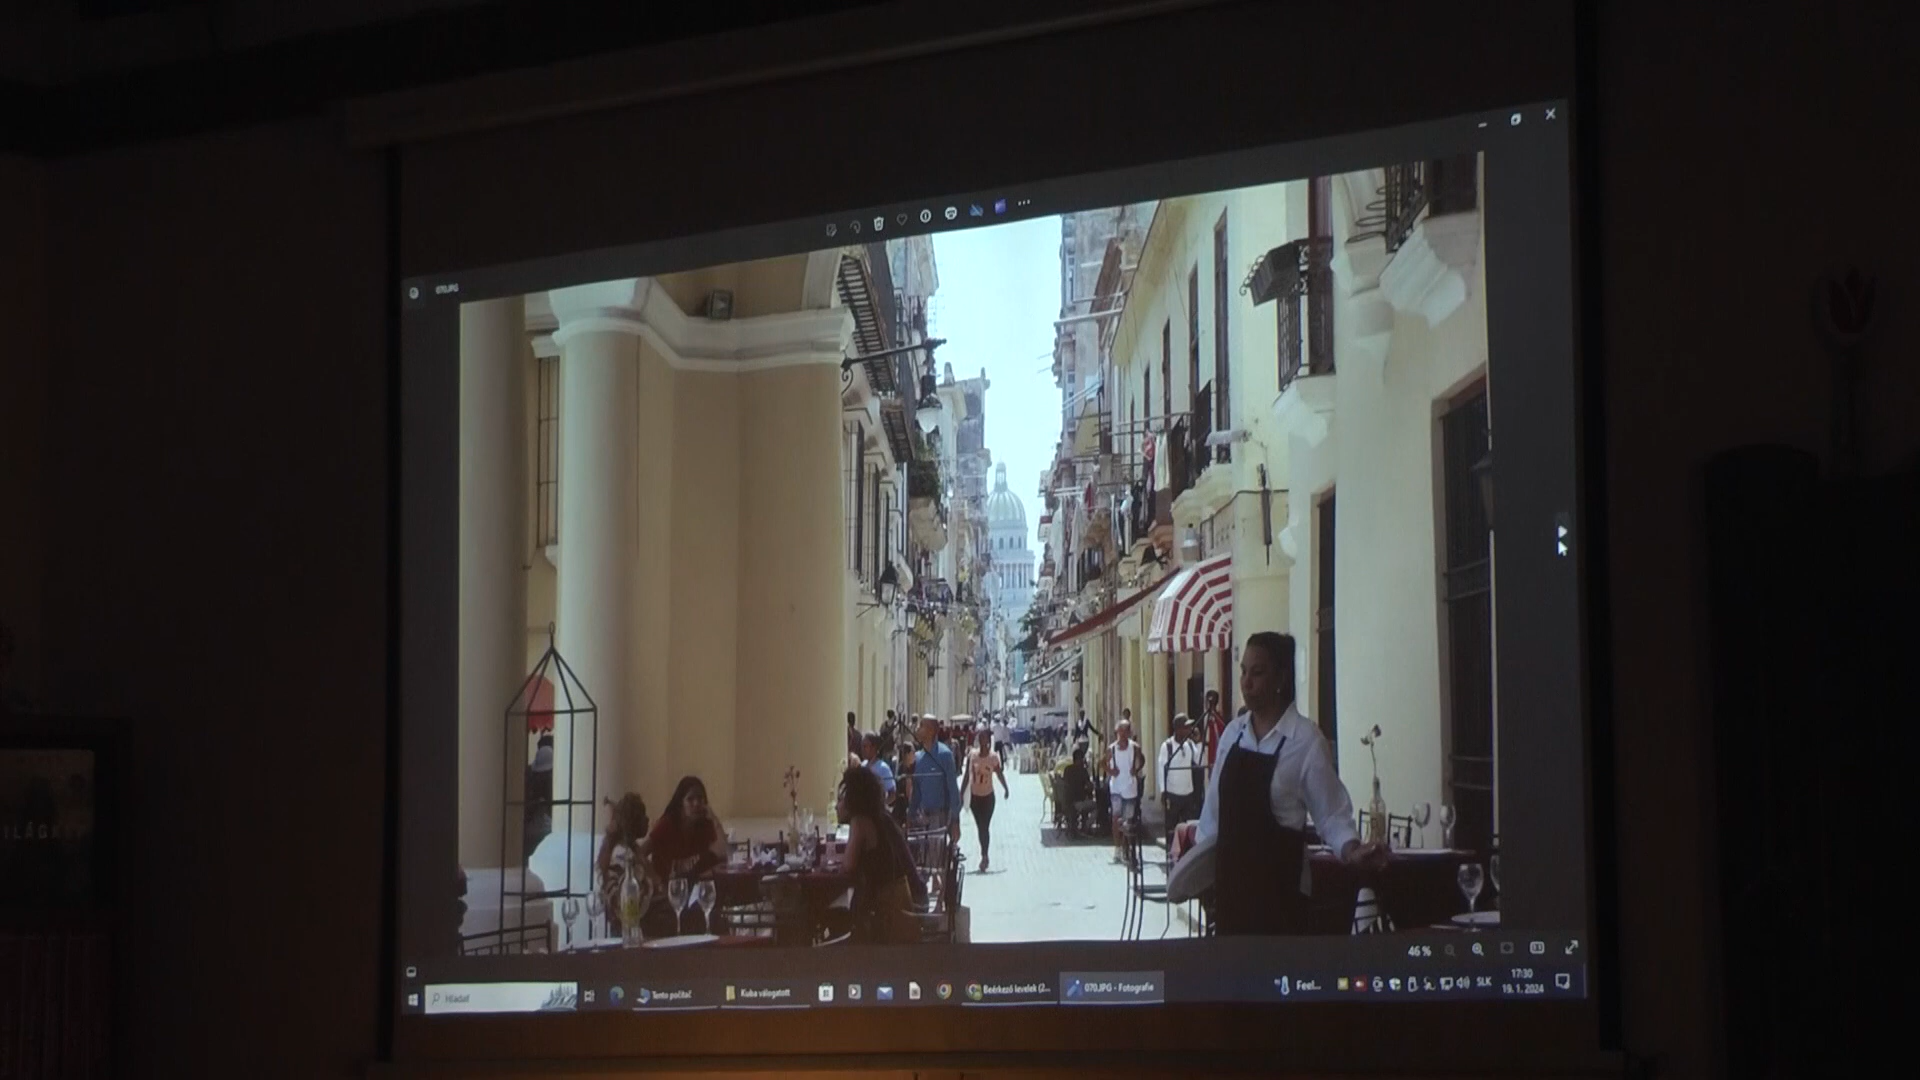 070.JPG
46 %
Hľadať
Tento počítač
Kuba válogatott
Beérkező levelek (2...
070.JPG - Fotografie
Feel...
SLK
17:30
19. 1. 2024